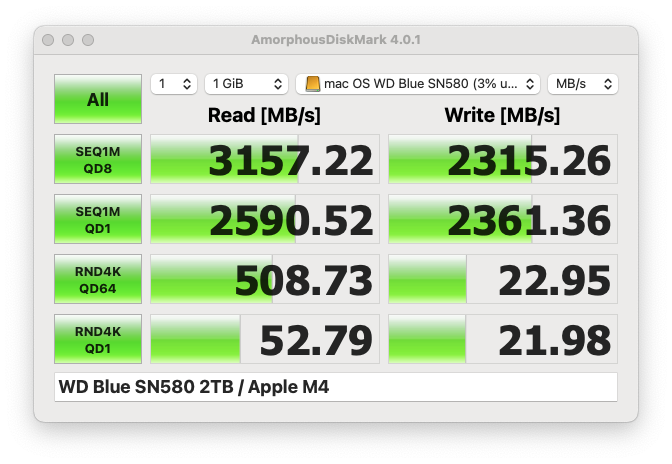 AmorphousDiskMark 4.0.1
All
1
1 GiB
mac OS WD Blue SN580 (3% u...
MB/s
Read [MB/s]
Write [MB/s]
SEQ1M
QD8
3157.22
2315.26
SEQ1M
QD1
2590.52
2361.36
RND4K
QD64
508.73
22.95
RND4K
QD1
52.79
21.98
WD Blue SN580 2TB / Apple M4